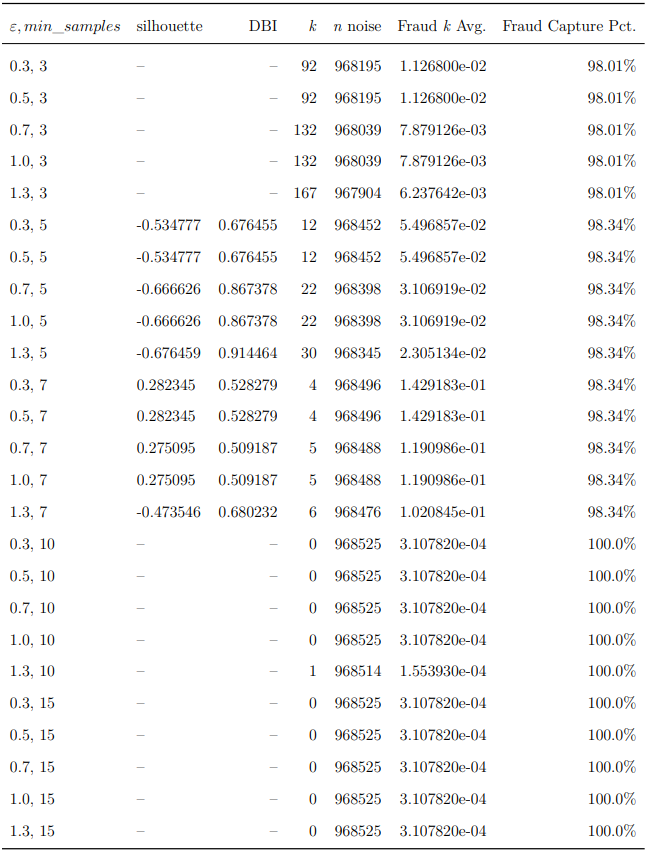 ε, min_samples silhouette DBI k n noise Fraud k Avg. Fraud Capture Pct.
0.3, 3 – – 92 968195 1.126800e-02 98.01%
0.5, 3 – – 92 968195 1.126800e-02 98.01%
0.7, 3 – – 132 968039 7.879126e-03 98.01%
1.0, 3 – – 132 968039 7.879126e-03 98.01%
1.3, 3 – – 167 967904 6.237642e-03 98.01%
0.3, 5 -0.534777 0.676455 12 968452 5.496857e-02 98.34%
0.5, 5 -0.534777 0.676455 12 968452 5.496857e-02 98.34%
0.7, 5 -0.666626 0.867378 22 968398 3.106919e-02 98.34%
1.0, 5 -0.666626 0.867378 22 968398 3.106919e-02 98.34%
1.3, 5 -0.676459 0.914464 30 968345 2.305134e-02 98.34%
0.3, 7 0.282345 0.528279 4 968496 1.429183e-01 98.34%
0.5, 7 0.282345 0.528279 4 968496 1.429183e-01 98.34%
0.7, 7 0.275095 0.509187 5 968488 1.190986e-01 98.34%
1.0, 7 0.275095 0.509187 5 968488 1.190986e-01 98.34%
1.3, 7 -0.473546 0.680232 6 968476 1.020845e-01 98.34%
0.3, 10 – – 0 968525 3.107820e-04 100.0%
0.5, 10 – – 0 968525 3.107820e-04 100.0%
0.7, 10 – – 0 968525 3.107820e-04 100.0%
1.0, 10 – – 0 968525 3.107820e-04 100.0%
1.3, 10 – – 1 968514 1.553930e-04 100.0%
0.3, 15 – – 0 968525 3.107820e-04 100.0%
0.5, 15 – – 0 968525 3.107820e-04 100.0%
0.7, 15 – – 0 968525 3.107820e-04 100.0%
1.0, 15 – – 0 968525 3.107820e-04 100.0%
1.3, 15 – – 0 968525 3.107820e-04 100.0%